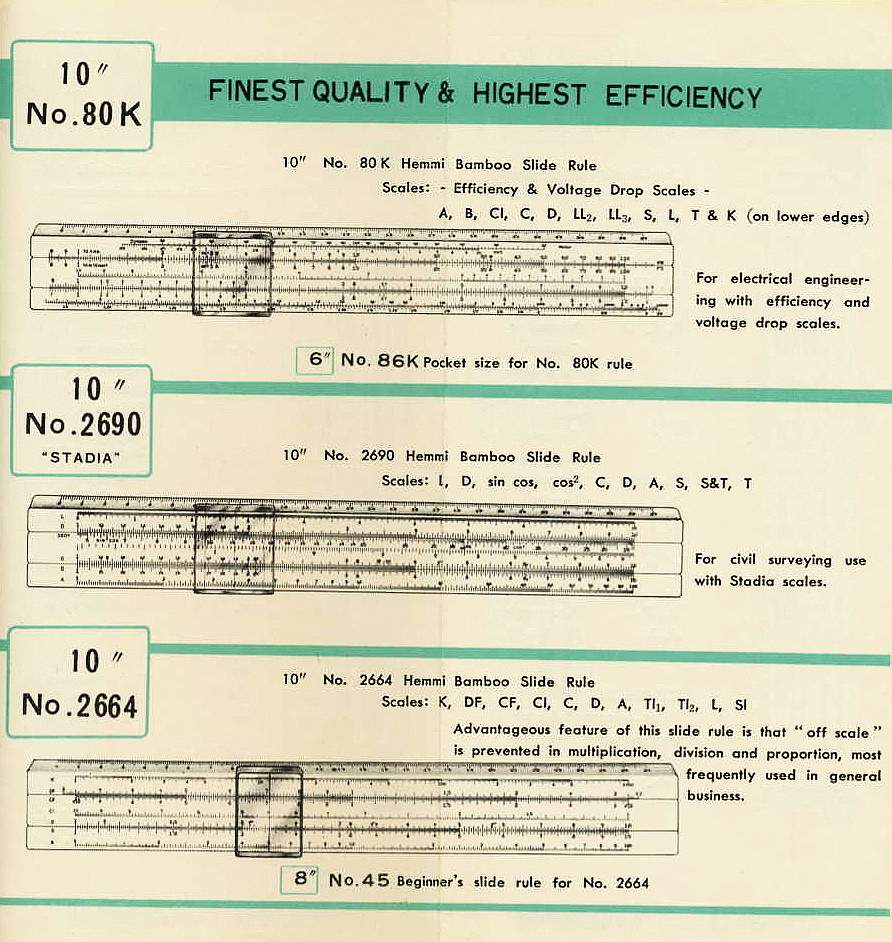 10″
No.80K
FINEST QUALITY & HIGHEST EFFICIENCY
10″ No. 80 K Hemmi Bamboo Slide Rule
Scales: - Efficiency & Voltage Drop Scales -
A, B, CI, C, D, LL₂, LL₃, S, L, T & K (on lower edges)
For electrical engineer-
ing with efficiency and
voltage drop scales.
6″ No. 86K Pocket size for No. 80K rule
10″
No.2690
"STADIA"
10″ No. 2690 Hemmi Bamboo Slide Rule
Scales: L, D, sin cos, cos², C, D, A, S, S&T, T
For civil surveying use
with Stadia scales.
10″
No.2664
10″ No. 2664 Hemmi Bamboo Slide Rule
Scales: K, DF, CF, CI, C, D, A, TI₁, TI₂, L, SI
Advantageous feature of this slide rule is that "off scale"
is prevented in multiplication, division and proportion, most
frequently used in general
business.
8″ No.45 Beginner's slide rule for No. 2664